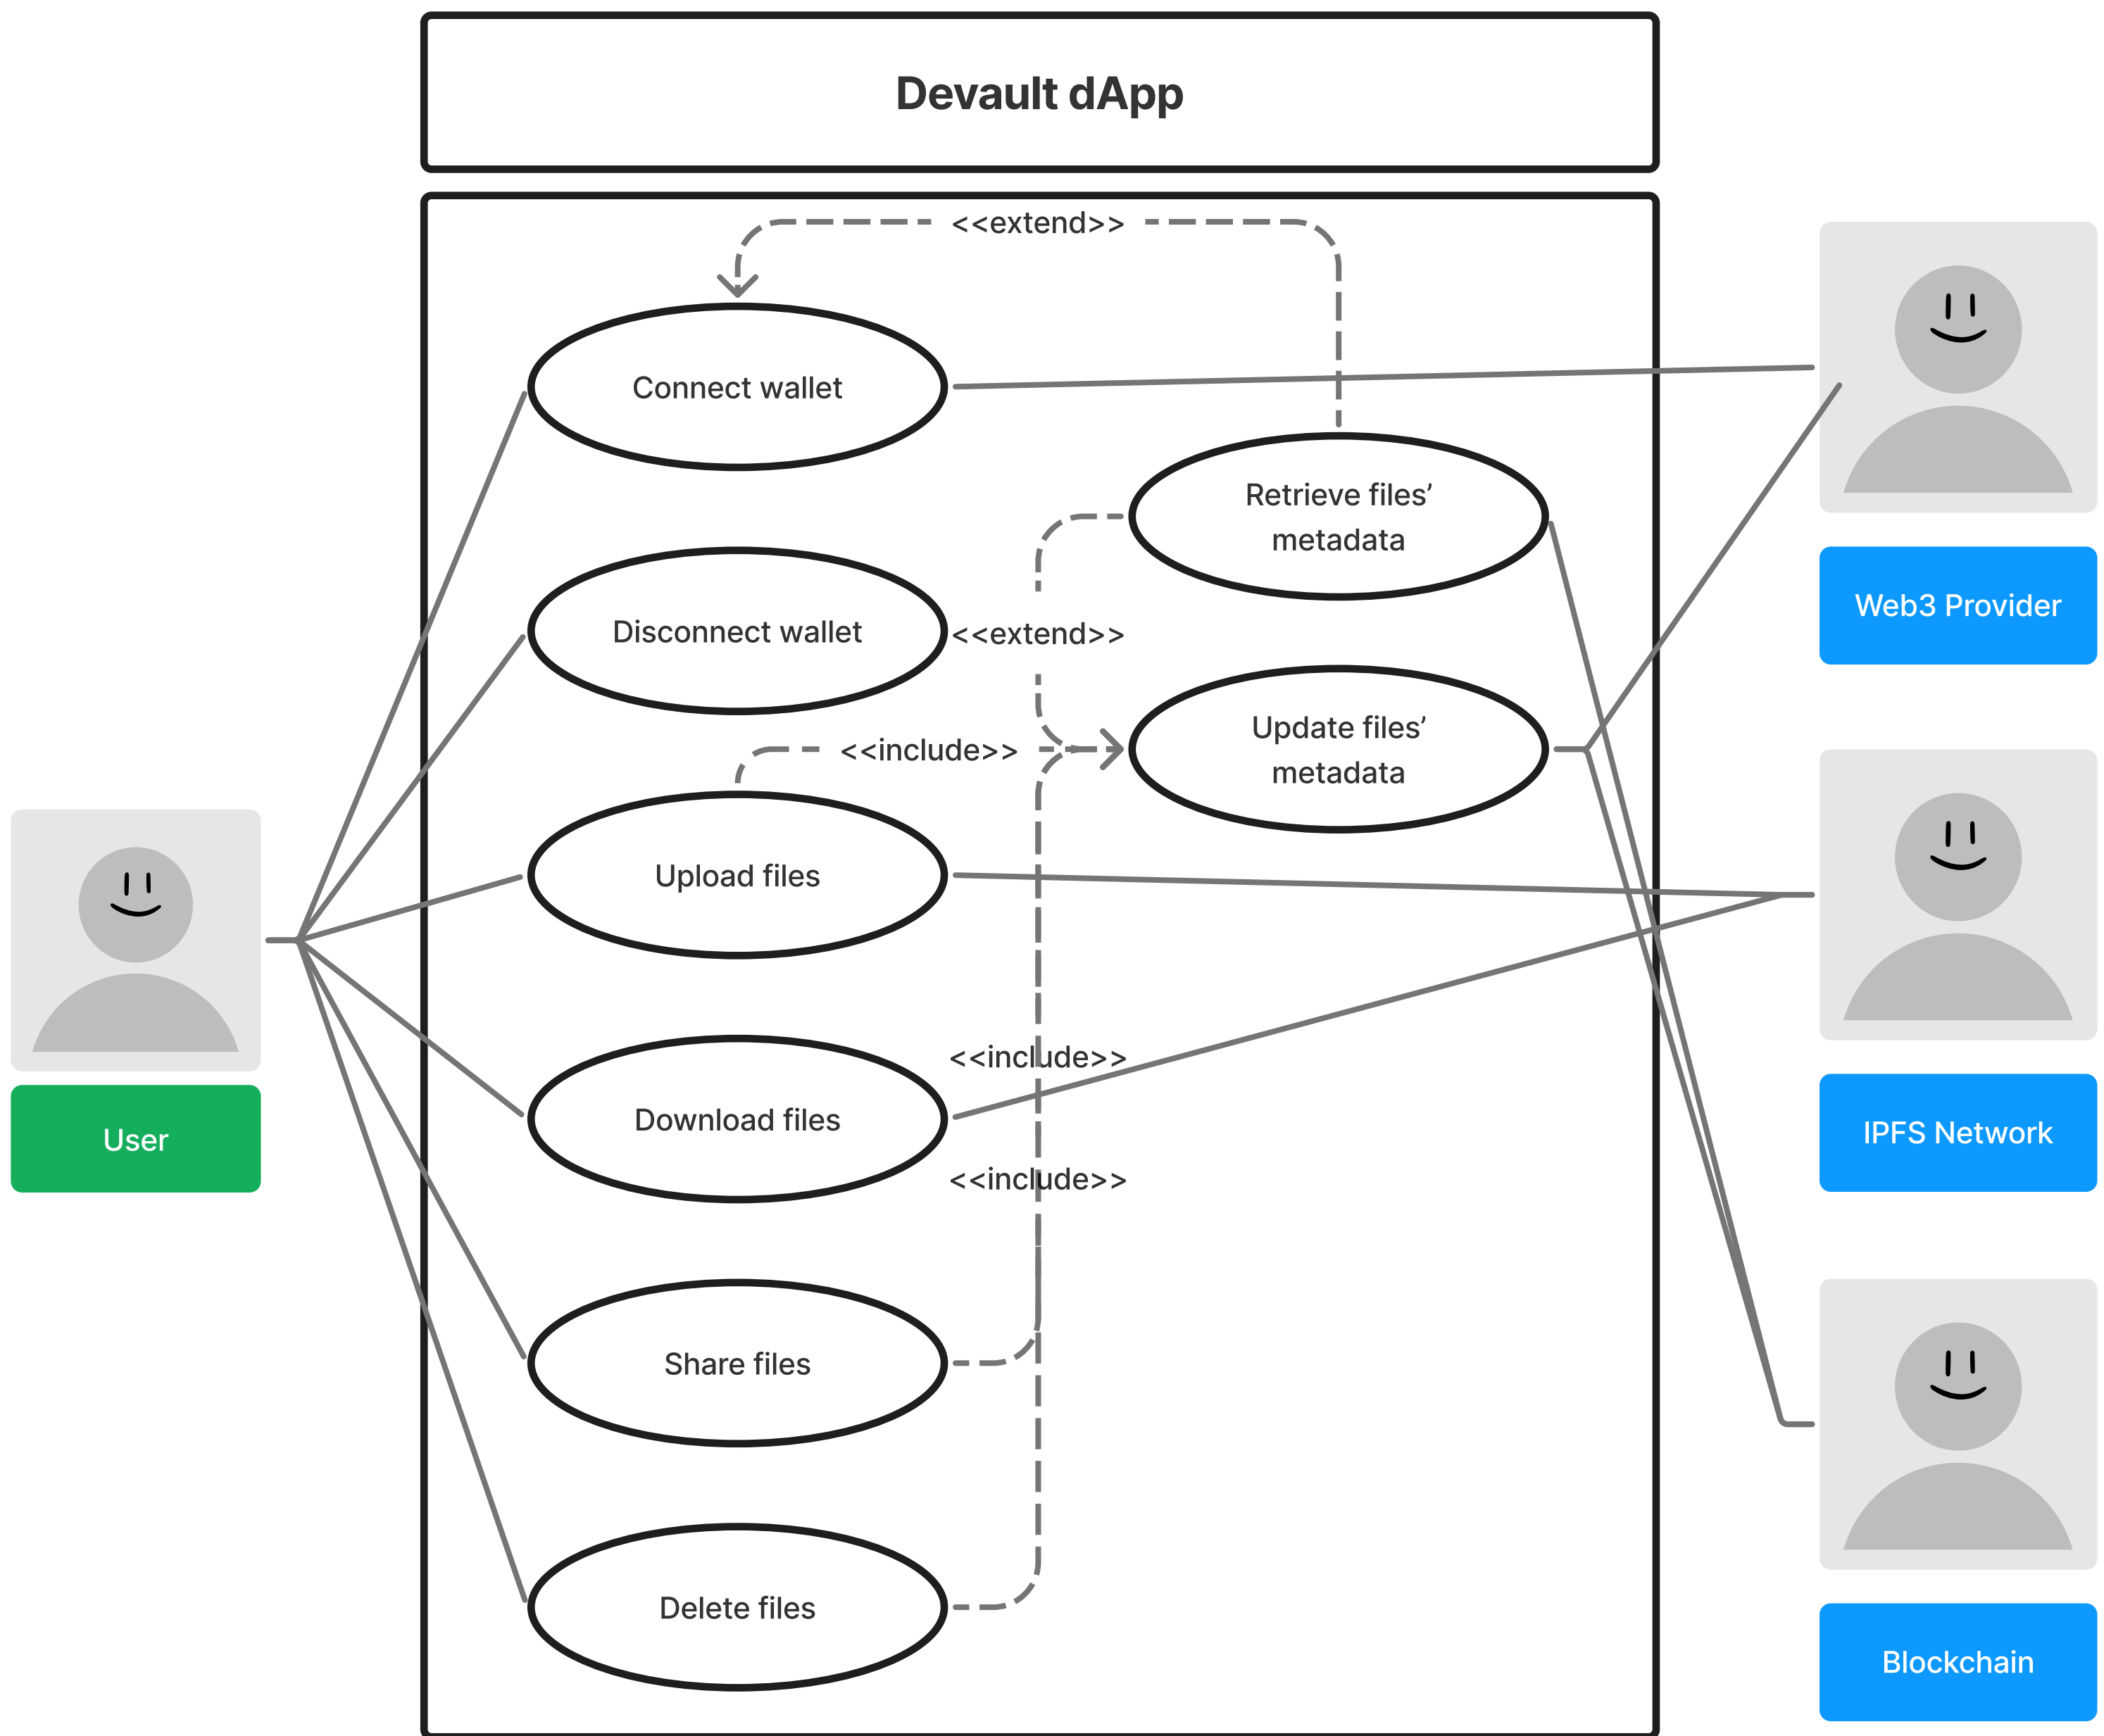 Devault dApp
<<extend>>
Connect wallet
Retrieve files’
metadata
Web3 Provider
Disconnect wallet
<<extend>>
Update files’
metadata
<<include>>
Upload files
<<include>>
Download files
IPFS Network
User
<<include>>
Share files
Delete files
Blockchain